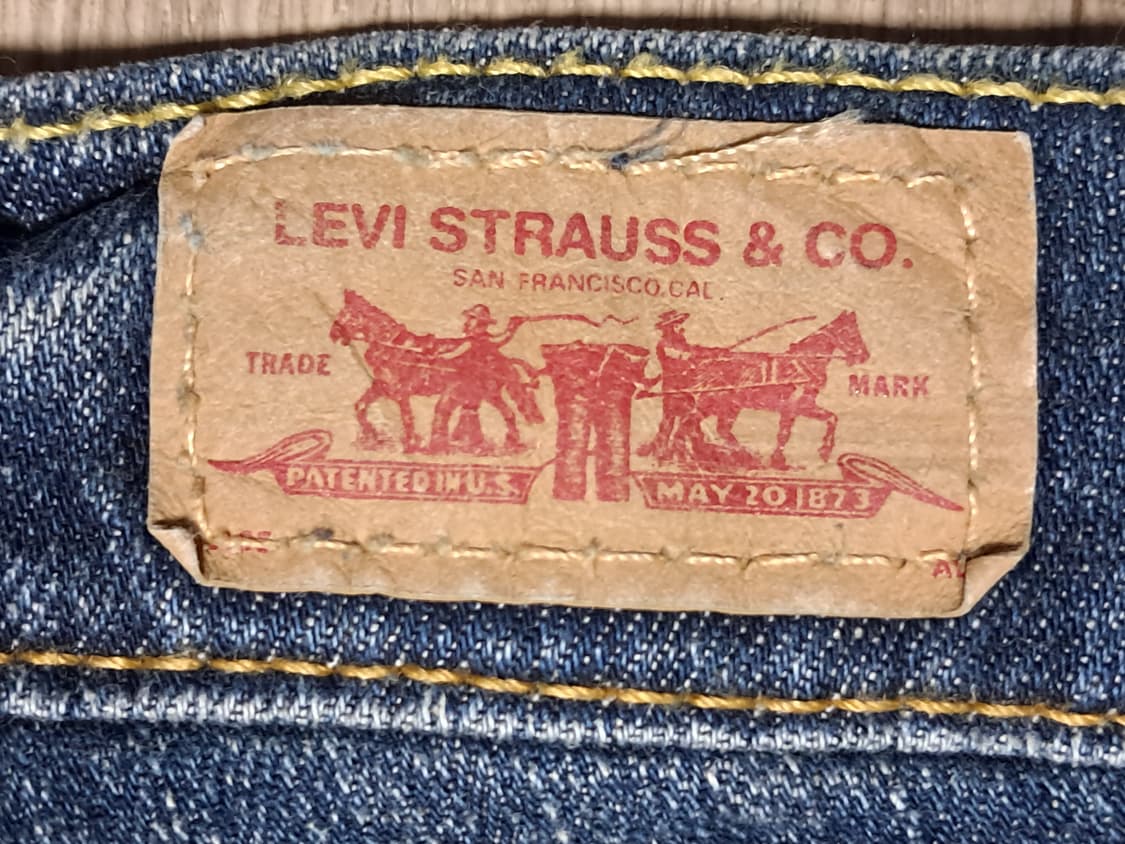 LEVI STRAUSS & CO.
SAN FRANCISCO, CAL.
TRADE MARK
PATENTED IN U.S. MAY 20 1873